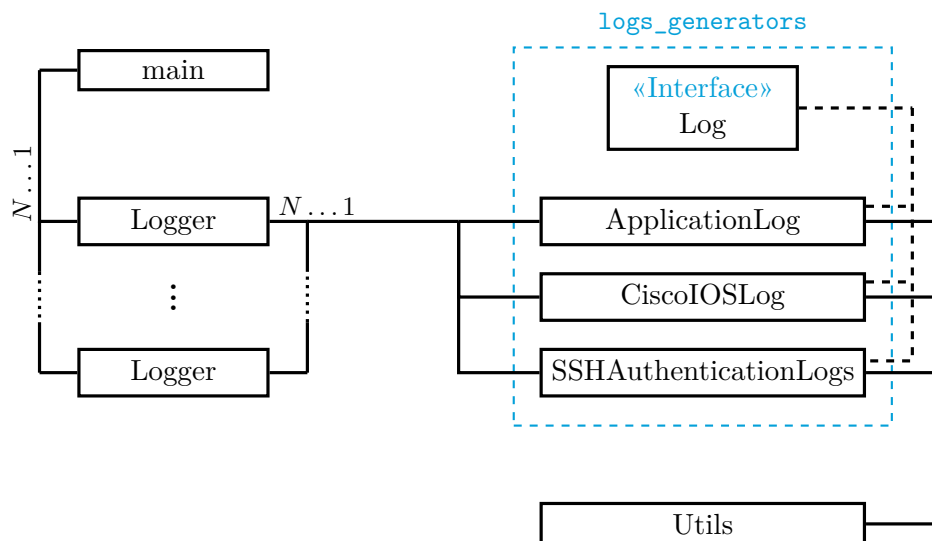 logs_generators
main
«Interface»
Log
N … 1
Logger
N … 1
ApplicationLog
CiscoIOSLog
Logger
SSHAuthenticationLogs
Utils